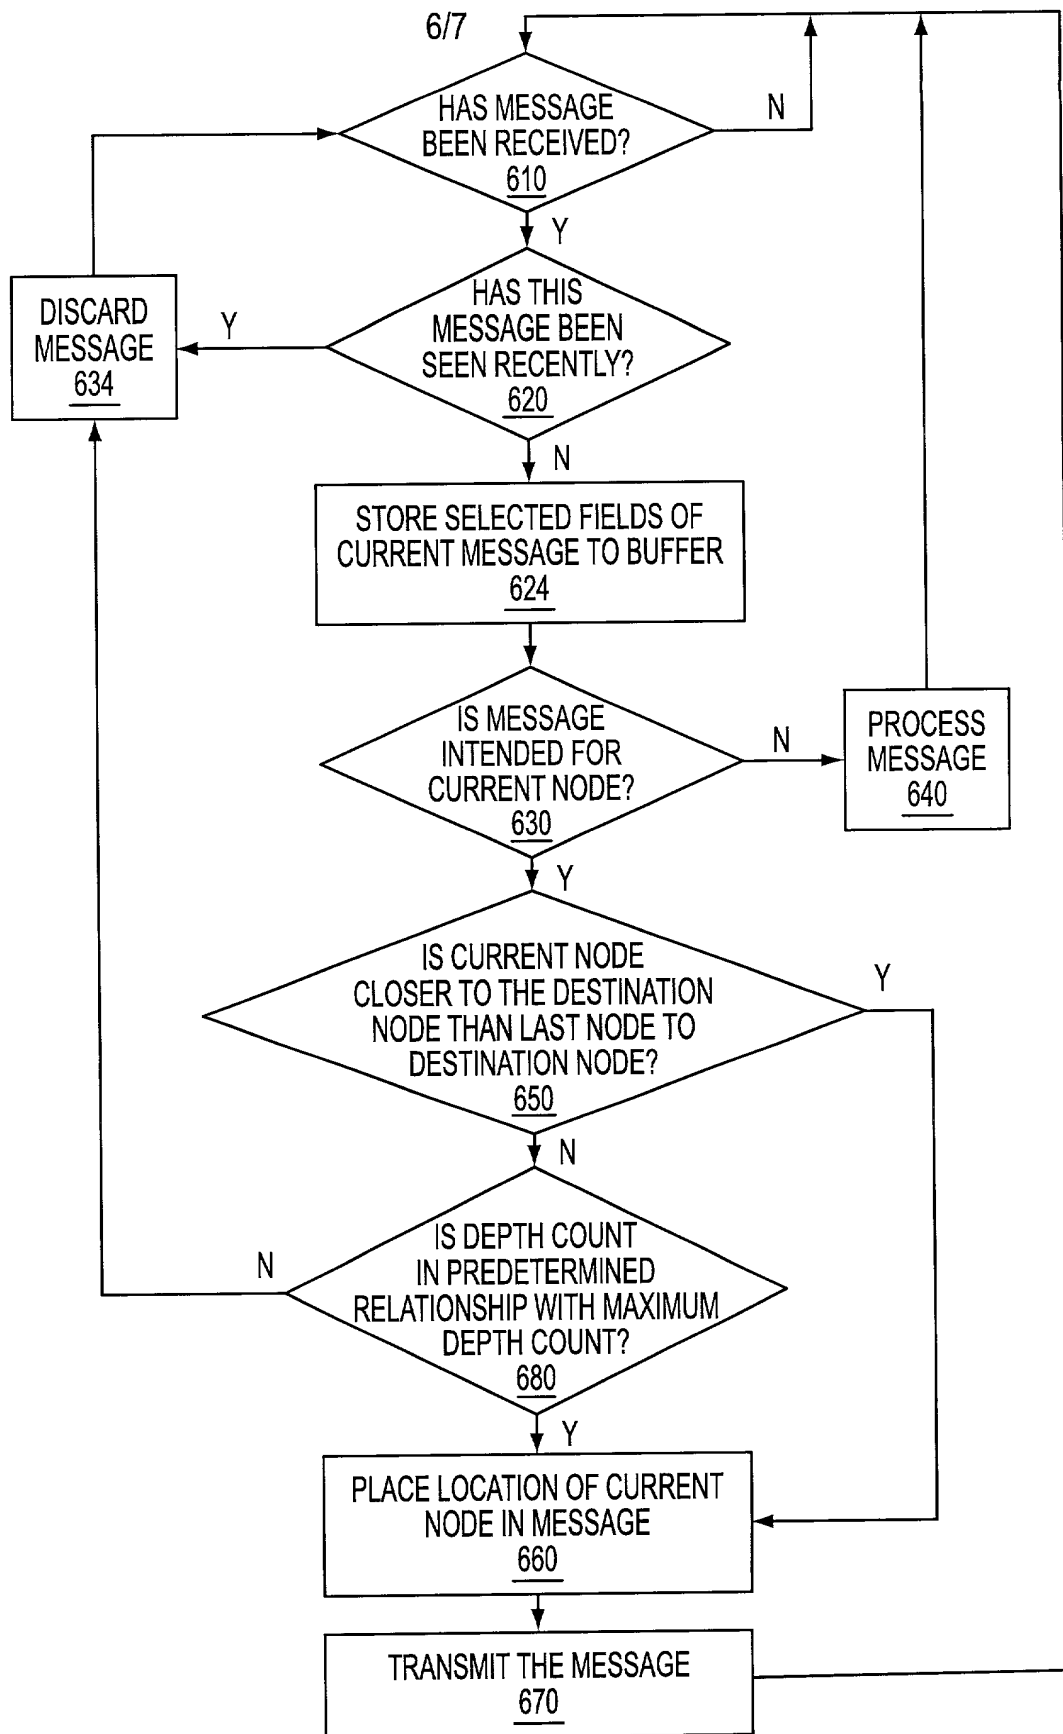 6/7
HAS MESSAGE
BEEN RECEIVED?
610
N
Y
HAS THIS
MESSAGE BEEN
SEEN RECENTLY?
620
Y
DISCARD
MESSAGE
634
N
STORE SELECTED FIELDS OF
CURRENT MESSAGE TO BUFFER
624
IS MESSAGE
INTENDED FOR
CURRENT NODE?
630
N
PROCESS
MESSAGE
640
Y
IS CURRENT NODE
CLOSER TO THE DESTINATION
NODE THAN LAST NODE TO
DESTINATION NODE?
650
Y
N
IS DEPTH COUNT
IN PREDETERMINED
RELATIONSHIP WITH MAXIMUM
DEPTH COUNT?
680
N
Y
PLACE LOCATION OF CURRENT
NODE IN MESSAGE
660
TRANSMIT THE MESSAGE
670